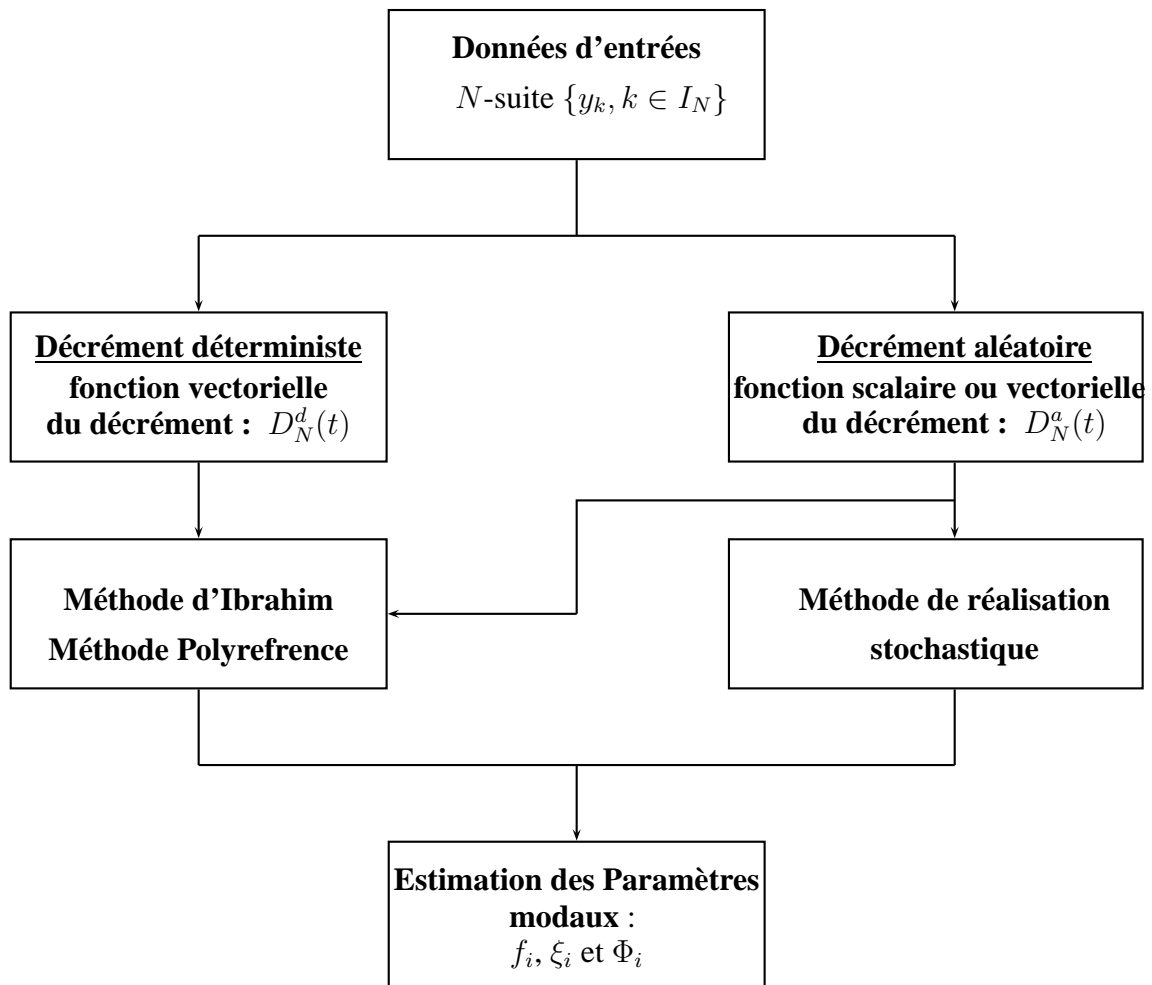 Données d'entrées
N-suite {y_k, k ∈ I_N}
Décrément déterministe
fonction vectorielle
du décrément : D_N^d(t)
Décrément aléatoire
fonction scalaire ou vectorielle
du décrément : D_N^a(t)
Méthode d'Ibrahim
Méthode Polyrefrence
Méthode de réalisation
stochastique
Estimation des Paramètres
modaux :
f_i, ξ_i et Φ_i